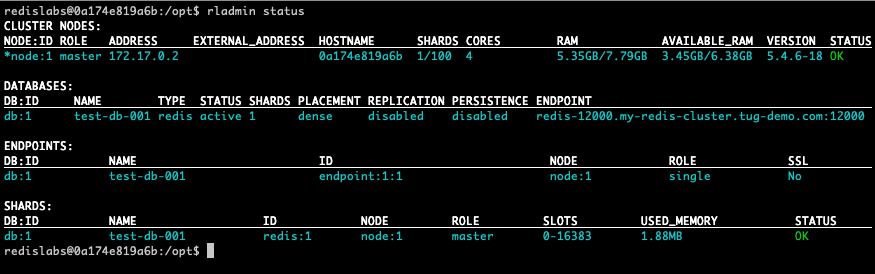 redislabs@0a174e819a6b:/opt$ rladmin status
CLUSTER NODES:
NODE:ID ROLE ADDRESS EXTERNAL_ADDRESS HOSTNAME SHARDS CORES RAM AVAILABLE_RAM VERSION STATUS
*node:1 master 172.17.0.2 0a174e819a6b 1/100 4 5.35GB/7.79GB 3.45GB/6.38GB 5.4.6-18 OK
DATABASES:
DB:ID NAME TYPE STATUS SHARDS PLACEMENT REPLICATION PERSISTENCE ENDPOINT
db:1 test-db-001 redis active 1 dense disabled disabled redis-12000.my-redis-cluster.tug-demo.com:12000
ENDPOINTS:
DB:ID NAME ID NODE ROLE SSL
db:1 test-db-001 endpoint:1:1 node:1 single No
SHARDS:
DB:ID NAME ID NODE ROLE SLOTS USED_MEMORY STATUS
db:1 test-db-001 redis:1 node:1 master 0-16383 1.88MB OK
redislabs@0a174e819a6b:/opt$